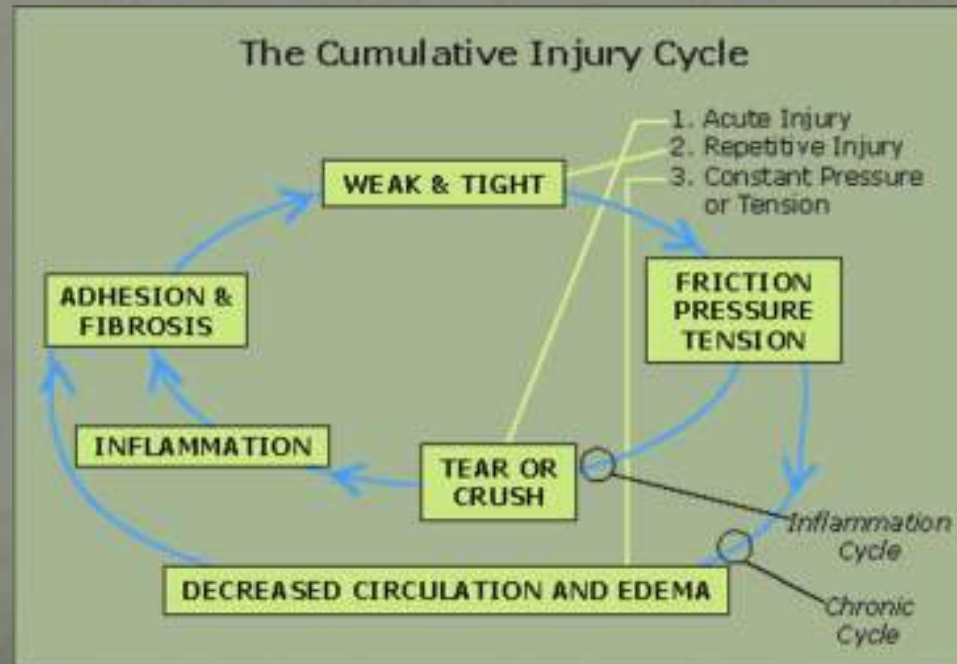 The Cumulative Injury Cycle
1. Acute Injury
2. Repetitive Injury
3. Constant Pressure
or Tension
WEAK & TIGHT
FRICTION
PRESSURE
TENSION
ADHESION &
FIBROSIS
INFLAMMATION
TEAR OR
CRUSH
Inflammation
Cycle
DECREASED CIRCULATION AND EDEMA
Chronic
Cycle